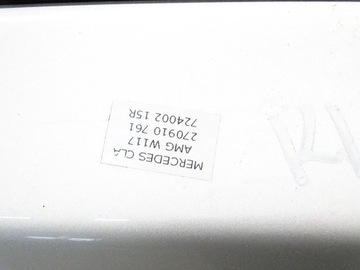 MERCEDES CLA
AMG W117
270910 761
724002 15R